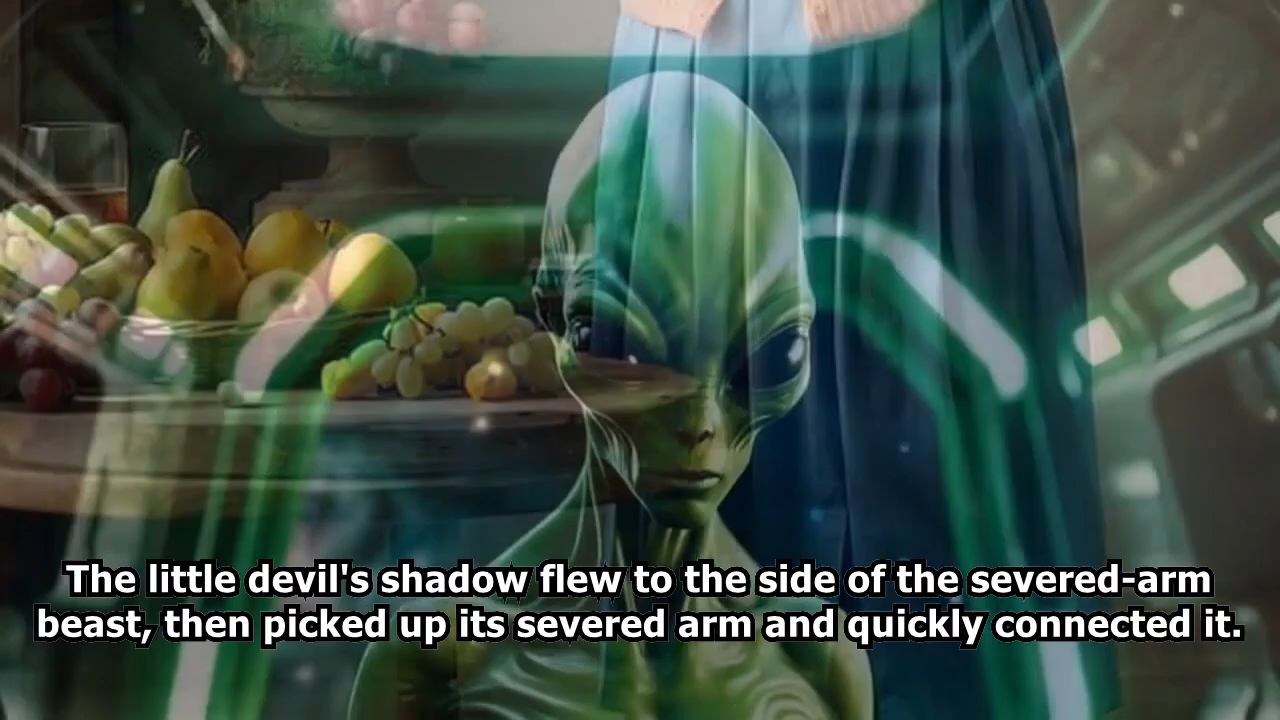 The little devil's shadow flew to the side of the severed-arm
beast, then picked up its severed arm and quickly connected it.